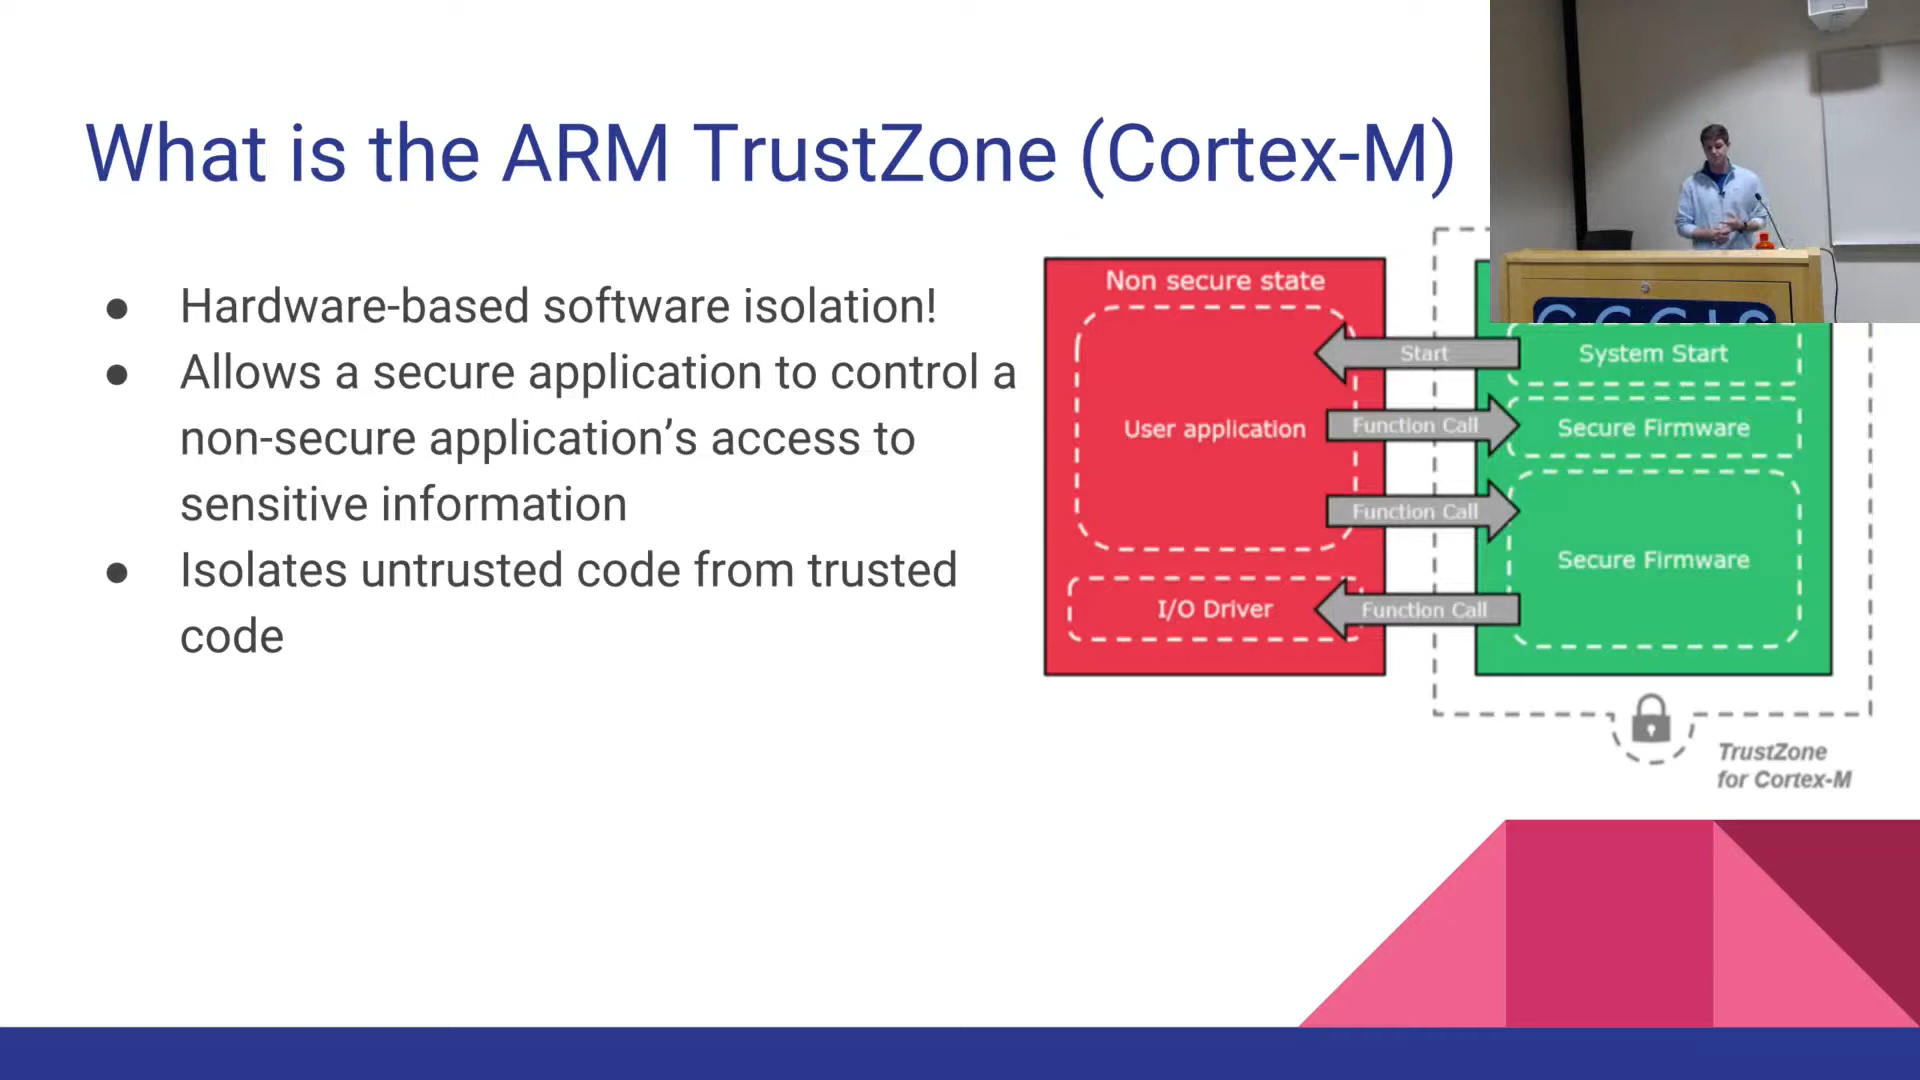 What is the ARM TrustZone (Cortex-M)
● Hardware-based software isolation!
● Allows a secure application to control a
non-secure application’s access to
sensitive information
● Isolates untrusted code from trusted
code
Non secure state
User application
I/O Driver
Start
Function Call
Function Call
Function Call
System Start
Secure Firmware
Secure Firmware
TrustZone
for Cortex-M